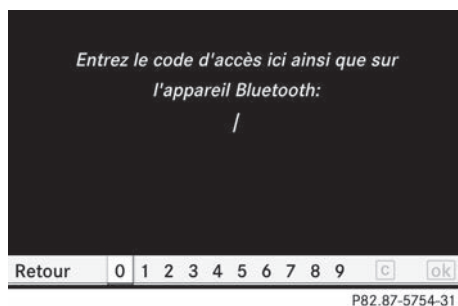 Entrez le code d'accès ici ainsi que sur
l'appareil Bluetooth:
Retour 0 1 2 3 4 5 6 7 8 9 c ok
P82.87-5754-31